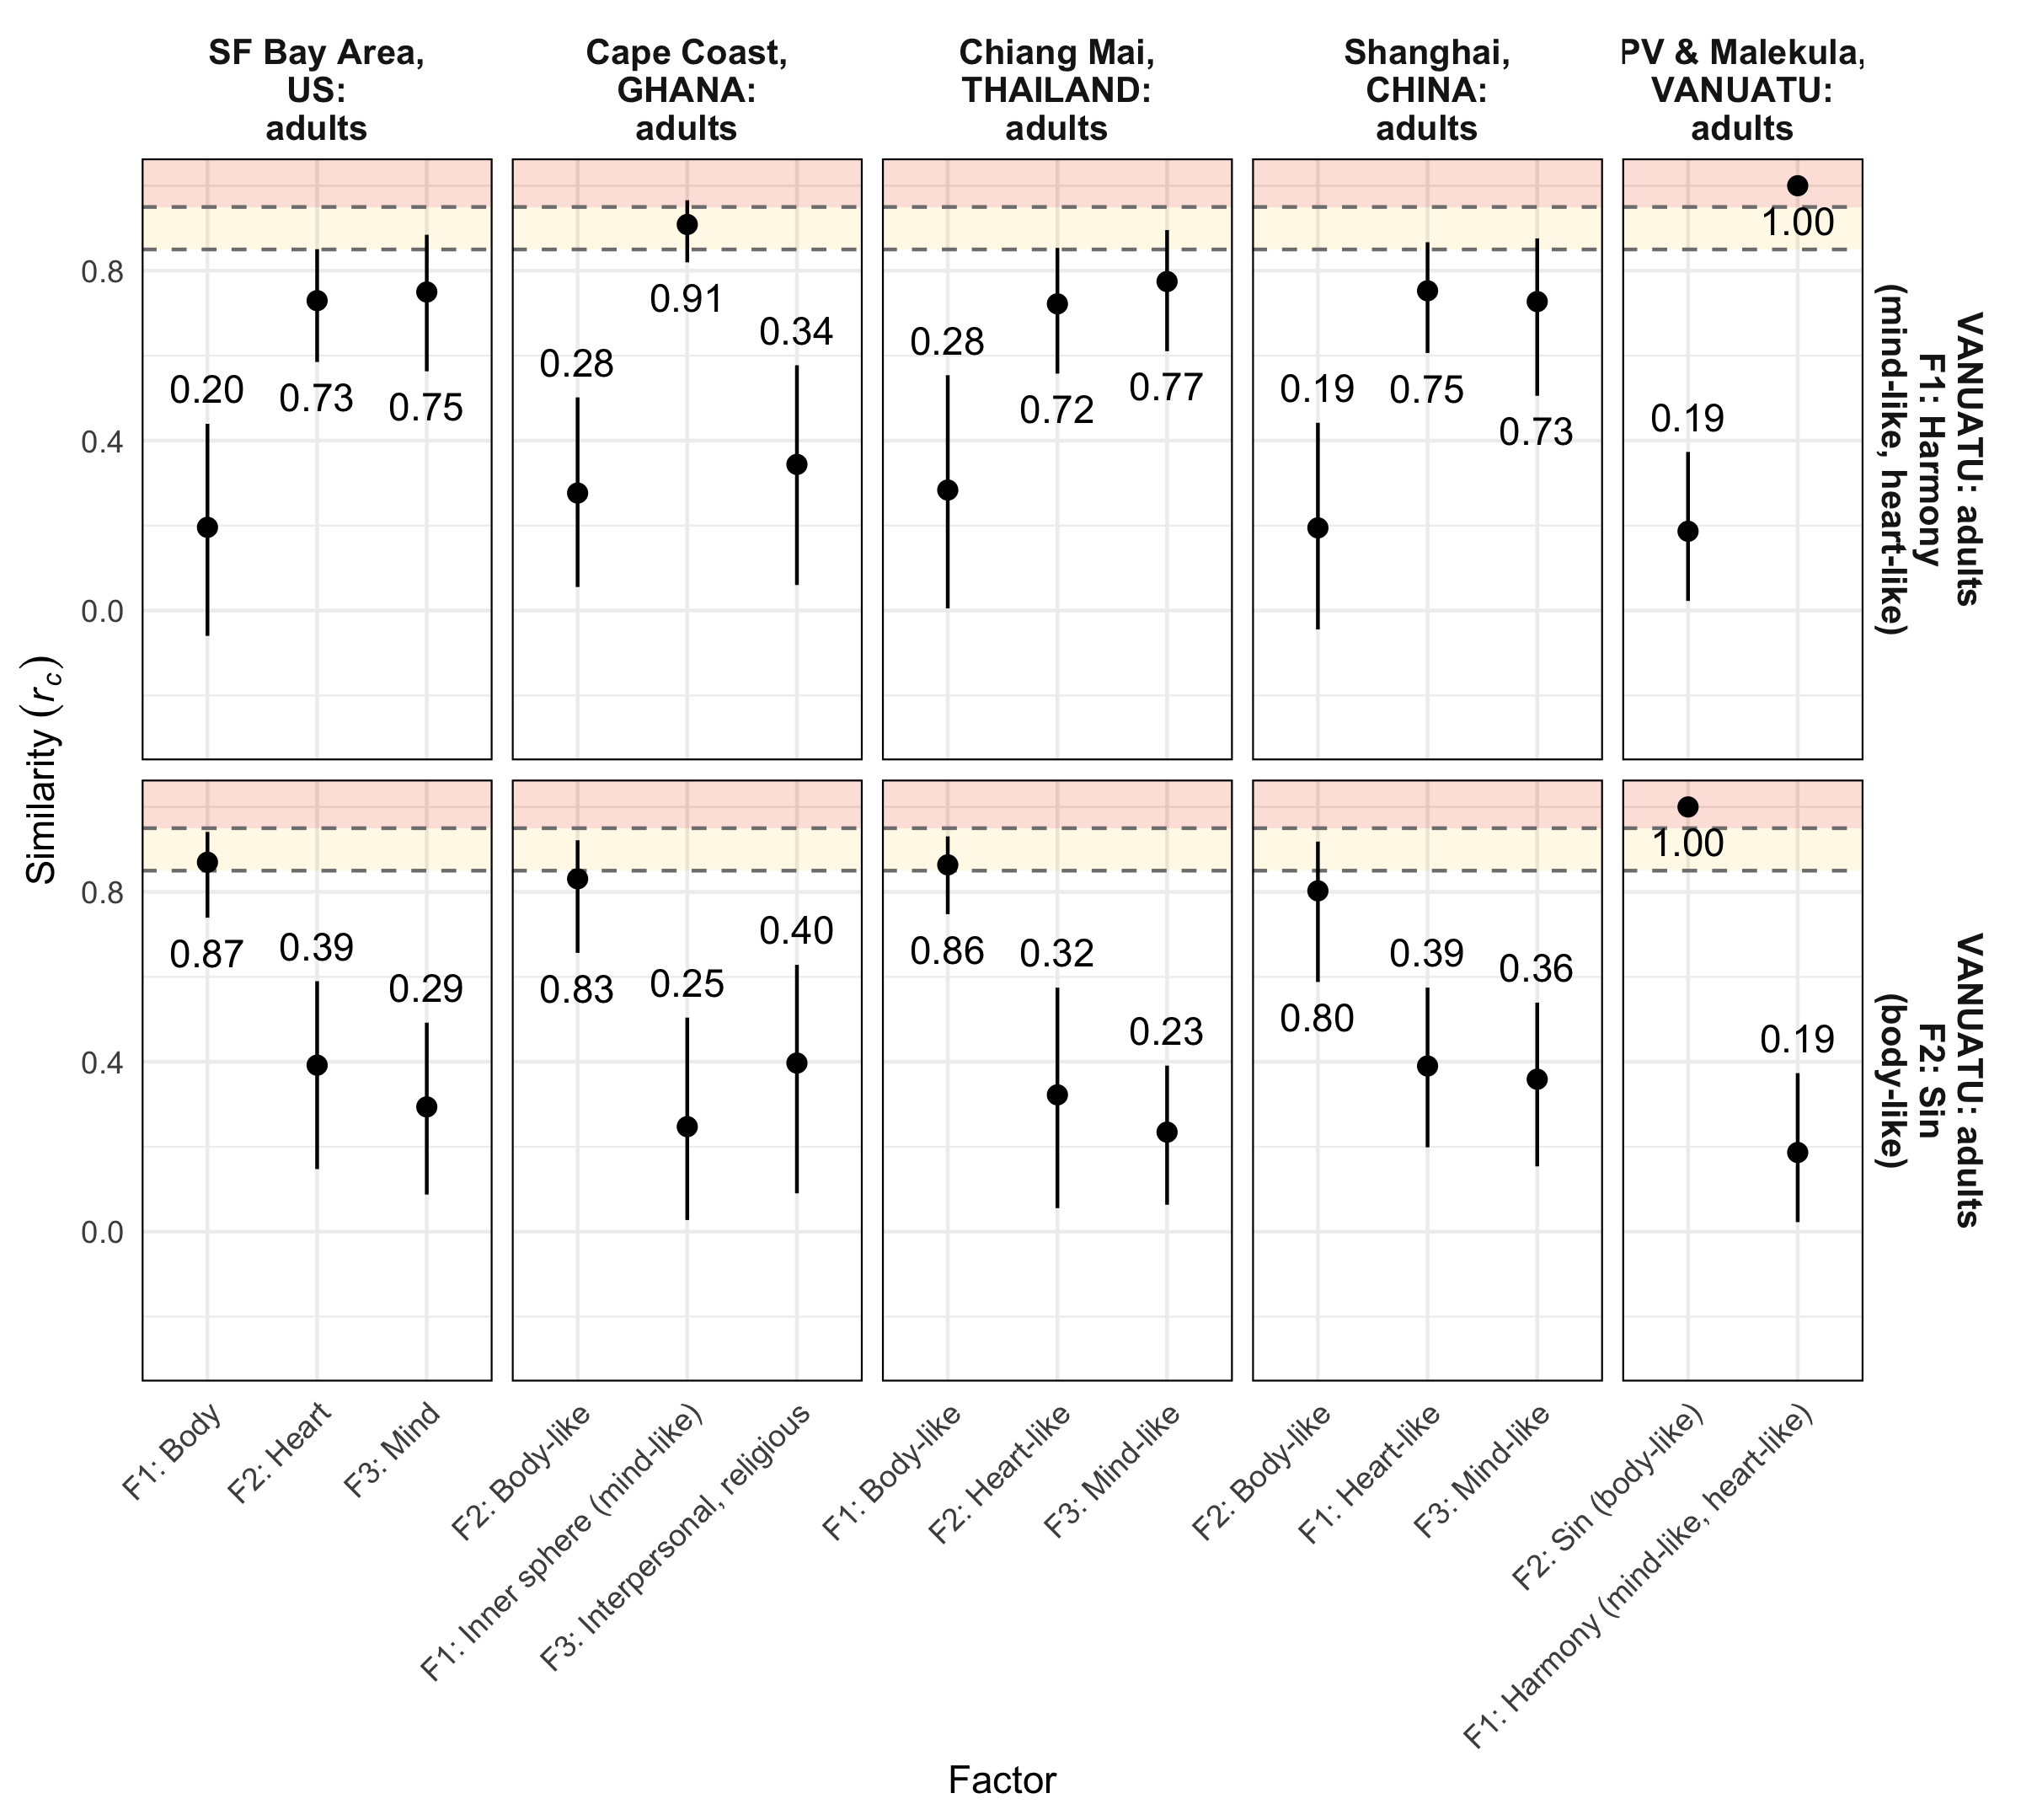 SF Bay Area,
US:
adults
Cape Coast,
GHANA:
adults
Chiang Mai,
THAILAND:
adults
Shanghai,
CHINA:
adults
PV & Malekula,
VANUATU:
adults
Similarity (rc)
0.8
0.4
0.0
0.20
0.73
0.75
0.28
0.91
0.34
0.28
0.72
0.77
0.19
0.75
0.73
0.19
1.00
VANUATU: adults
F1: Harmony
(mind-like, heart-like)
0.8
0.4
0.0
0.87
0.39
0.29
0.83
0.25
0.40
0.86
0.32
0.23
0.80
0.39
0.36
1.00
0.19
VANUATU: adults
F2: Sin
(body-like)
F1: Body
F2: Heart
F3: Mind
F2: Body-like
F1: Inner sphere (mind-like)
F3: Interpersonal, religious
F1: Body-like
F2: Heart-like
F3: Mind-like
F2: Body-like
F1: Heart-like
F3: Mind-like
F2: Sin (body-like)
F1: Harmony (mind-like, heart-like)
Factor